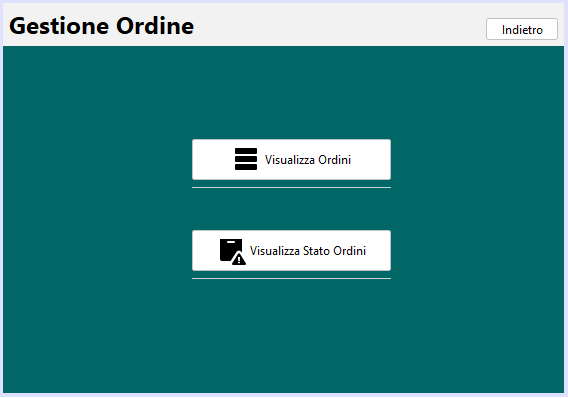 Gestione Ordine
Indietro
Visualizza Ordini
Visualizza Stato Ordini